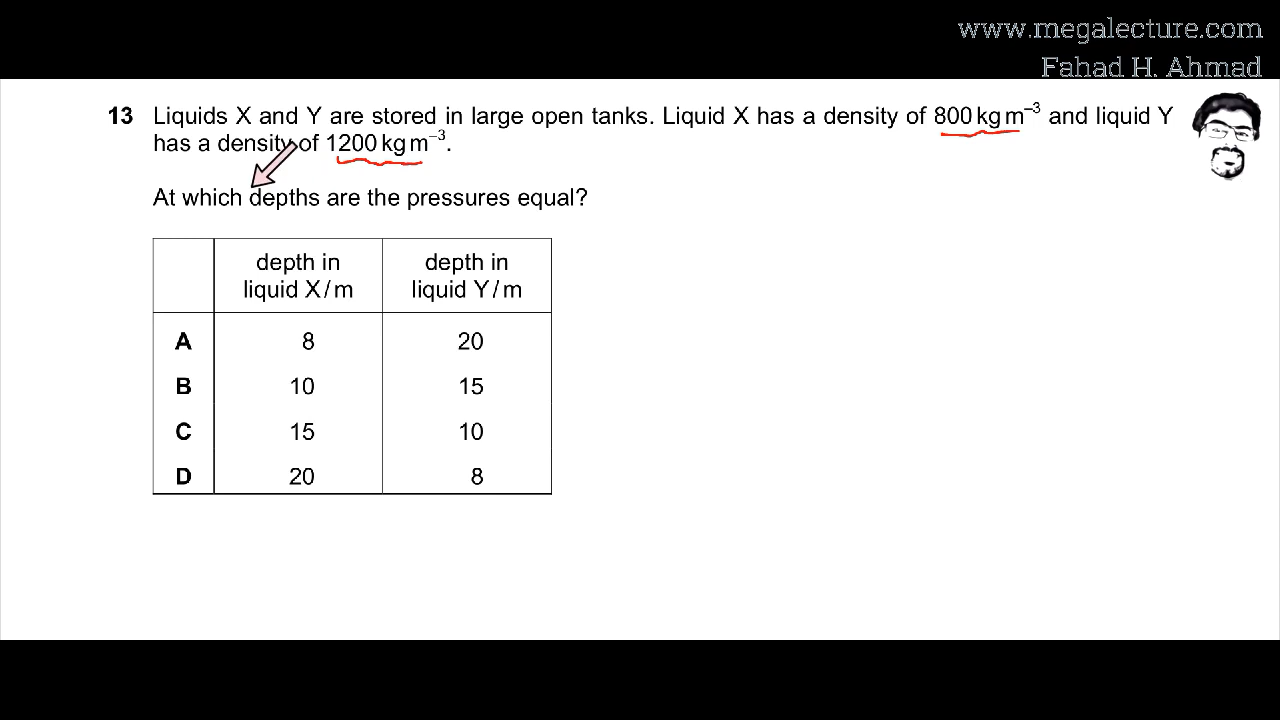 www.megalecture.com
Fahad H. Ahmad
13 Liquids X and Y are stored in large open tanks. Liquid X has a density of 800 kg m⁻³ and liquid Y
has a density of 1200 kg m⁻³.
At which depths are the pressures equal?
depth in depth in
liquid X / m liquid Y / m
A 8 20
B 10 15
C 15 10
D 20 8